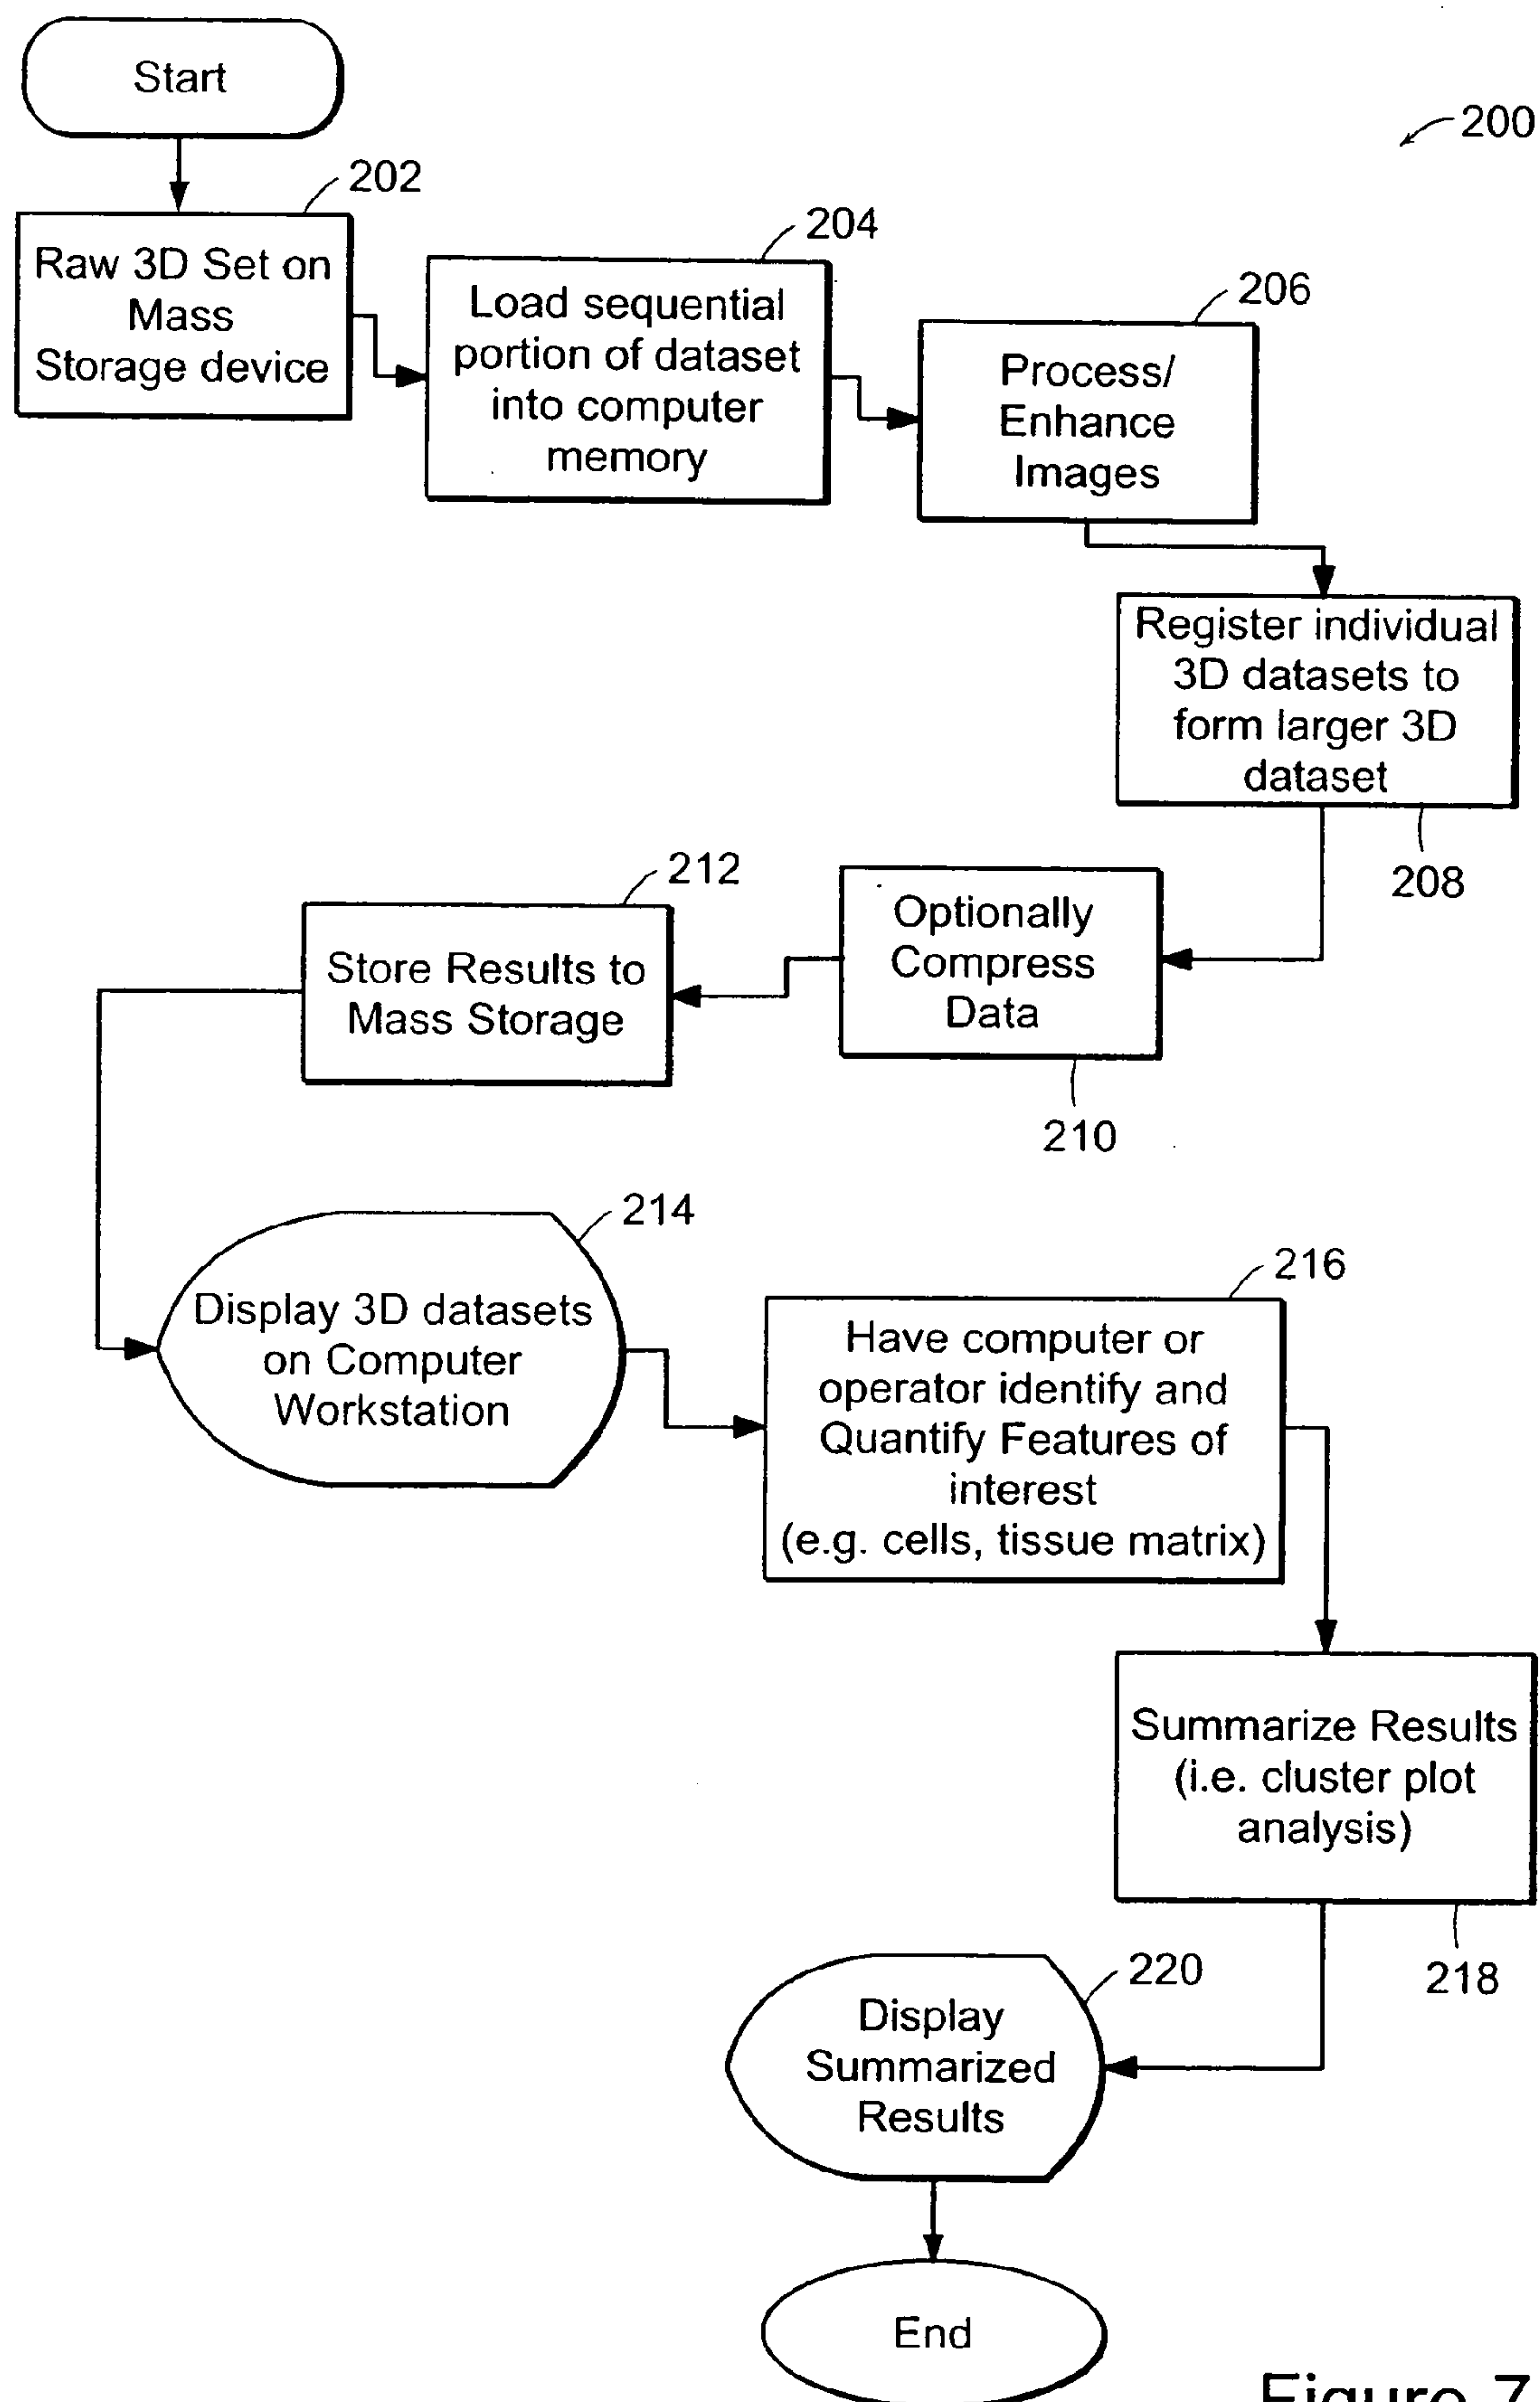 Start
200
202
Raw 3D Set on
Mass
Storage device
204
Load sequential
portion of dataset
into computer
memory
206
Process/
Enhance
Images
Register individual
3D datasets to
form larger 3D
dataset
208
212
Store Results to
Mass Storage
Optionally
Compress
Data
210
214
Display 3D datasets
on Computer
Workstation
216
Have computer or
operator identify and
Quantify Features of
interest
(e.g. cells, tissue matrix)
Summarize Results
(i.e. cluster plot
analysis)
218
220
Display
Summarized
Results
End
Figure 7